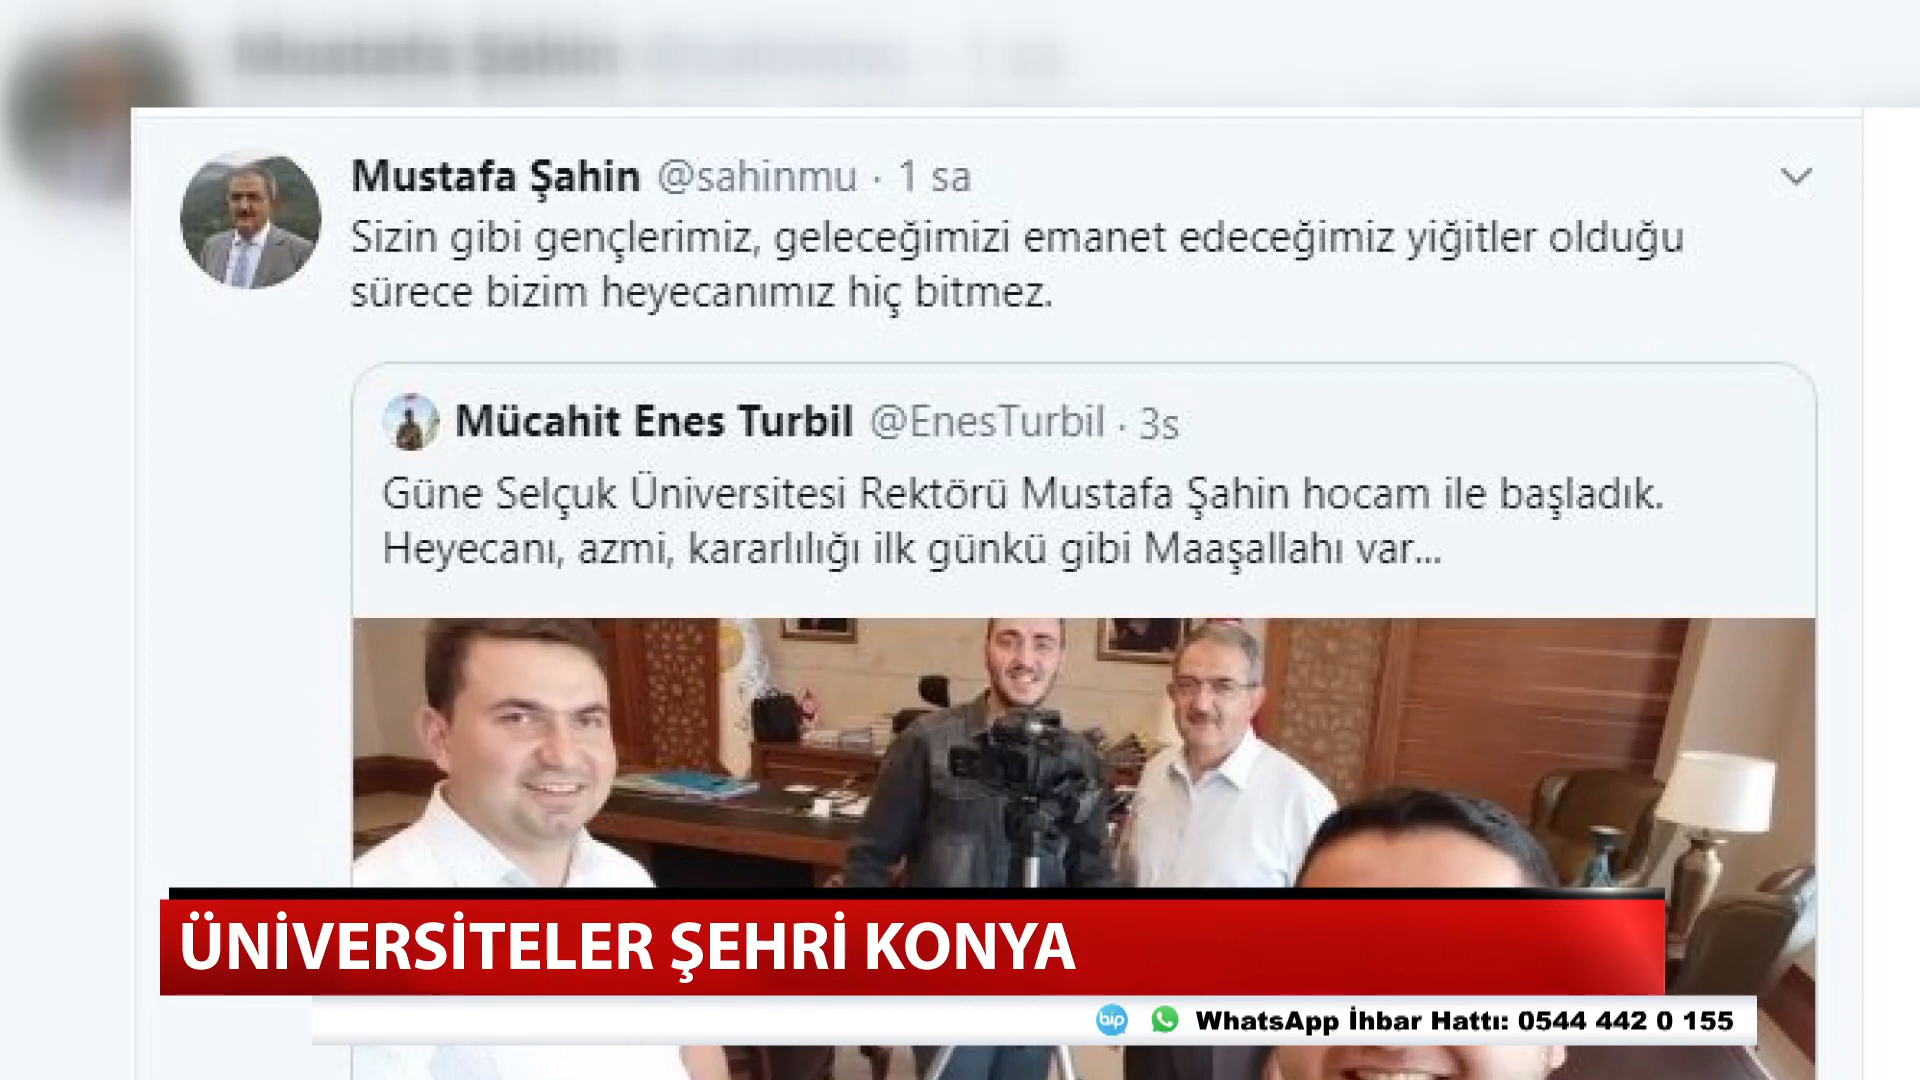 Mustafa Şahin @sahinmu · 1 sa
Sizin gibi gençlerimiz, geleceğimizi emanet edeceğimiz yiğitler olduğu
sürece bizim heyecanımız hiç bitmez.
Mücahit Enes Turbil @EnesTurbil · 3s
Güne Selçuk Üniversitesi Rektörü Mustafa Şahin hocam ile başladık.
Heyecanı, azmi, kararlılığı ilk günkü gibi Maaşallahı var...
ÜNİVERSİTELER ŞEHRİ KONYA
bip WhatsApp İhbar Hattı: 0544 442 0 155